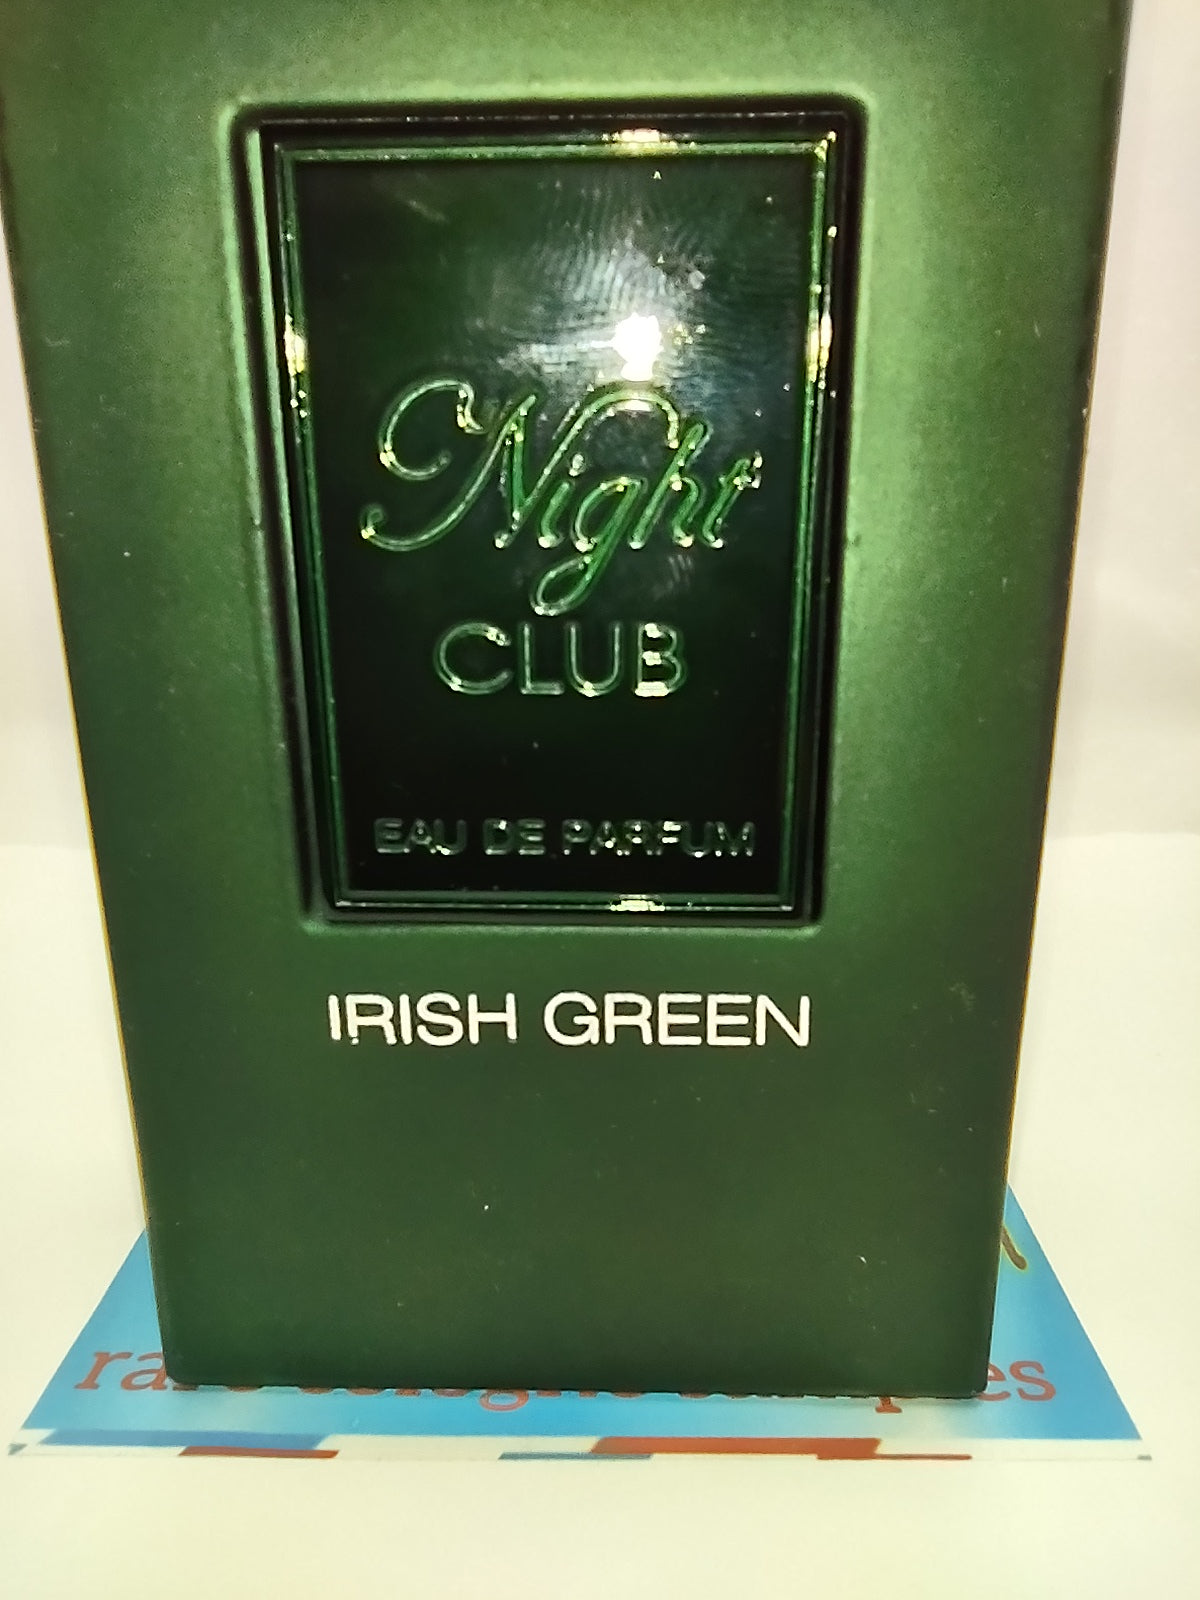 Night
CLUB
EAU DE PARFUM
IRISH GREEN